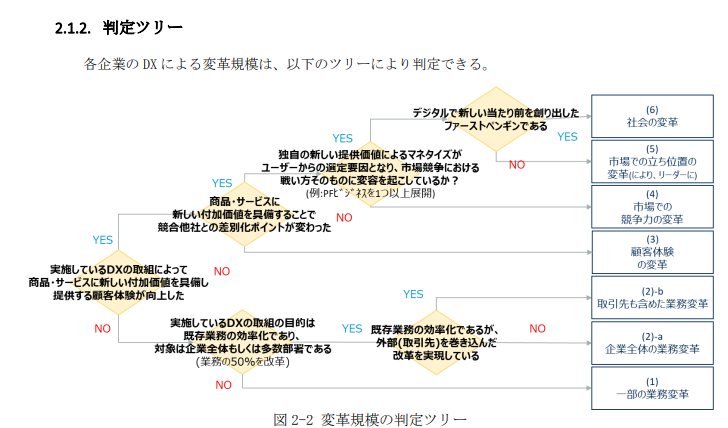 2.1.2. 判定ツリー
各企業の DX による変革規模は、以下のツリーにより判定できる。
デジタルで新しい当たり前を創り出した
ファーストペンギンである
YES
YES
NO
(6)
社会の変革
独自の新しい提供価値によるマネタイズが
ユーザーからの選定要因となり、市場競争における
戦い方そのものに変容を起こしているか？
(例:PFビジネスを1つ以上展開)
(5)
市場での立ち位置の
変革(により、リーダーに)
YES
NO
(4)
市場での
競争力の変革
商品・サービスに
新しい付加価値を具備することで
競合他社との差別化ポイントが変わった
YES
NO
(3)
顧客体験
の変革
実施しているDXの取組によって
商品・サービスに新しい付加価値を具備し
提供する顧客体験が向上した
NO
YES
(2)-b
取引先も含めた業務変革
実施しているDXの取組の目的は
既存業務の効率化であり、
対象は企業全体もしくは多数部署である
(業務の50%を改革)
YES
既存業務の効率化であるが、
外部(取引先)を巻き込んだ
改革を実現している
NO
(2)-a
企業全体の業務変革
NO
(1)
一部の業務変革
図 2-2 変革規模の判定ツリー